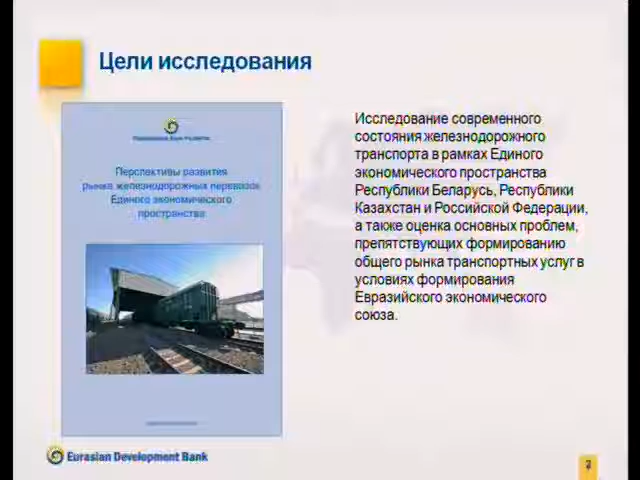 Цели исследования
Перспективы развития
рынка железнодорожных перевозок
Единого экономического
пространства
Исследование современного
состояния железнодорожного
транспорта в рамках Единого
экономического пространства
Республики Беларусь, Республики
Казахстан и Российской Федерации,
а также оценка основных проблем,
препятствующих формированию
общего рынка транспортных услуг в
условиях формирования
Евразийского экономического
союза.
Eurasian Development Bank